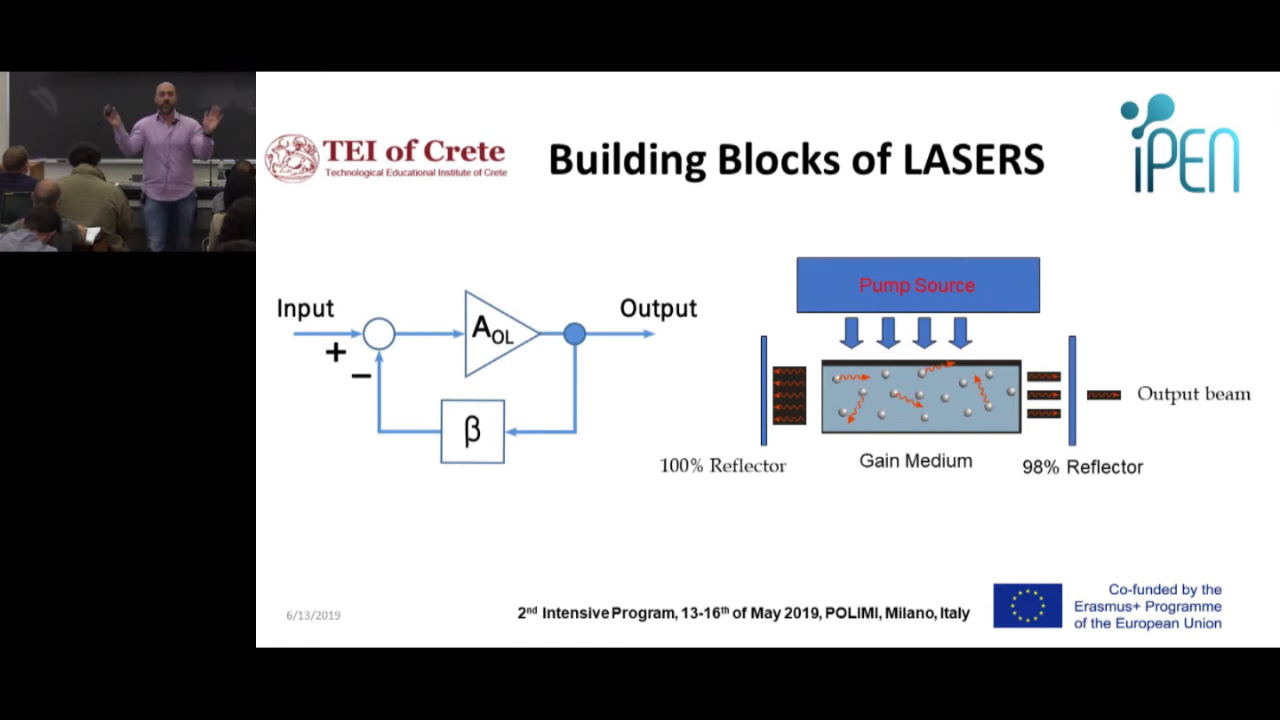 TEI of Crete
Technological Educational Institute of Crete
Building Blocks of LASERS
iPEN
Input
+
−
A_OL
Output
β
Pump Source
Output beam
100% Reflector
Gain Medium
98% Reflector
6/13/2019
2nd Intensive Program, 13-16th of May 2019, POLIMI, Milano, Italy
Co-funded by the
Erasmus+ Programme
of the European Union